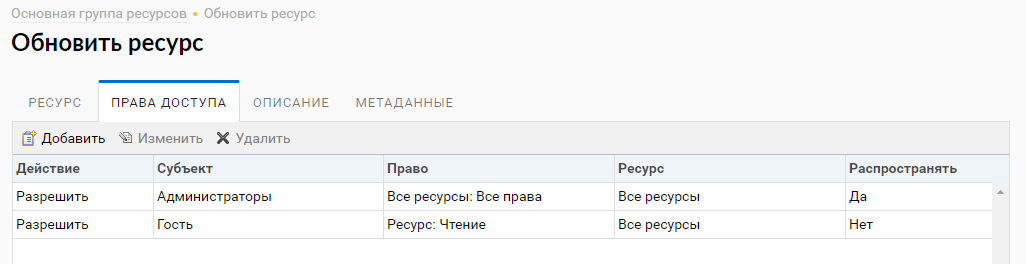 Основная группа ресурсов • Обновить ресурс
Обновить ресурс
РЕСУРС ПРАВА ДОСТУПА ОПИСАНИЕ МЕТАДАННЫЕ
Добавить Изменить Удалить
Действие Субъект Право Ресурс Распространять
Разрешить Администраторы Все ресурсы: Все права Все ресурсы Да
Разрешить Гость Ресурс: Чтение Все ресурсы Нет